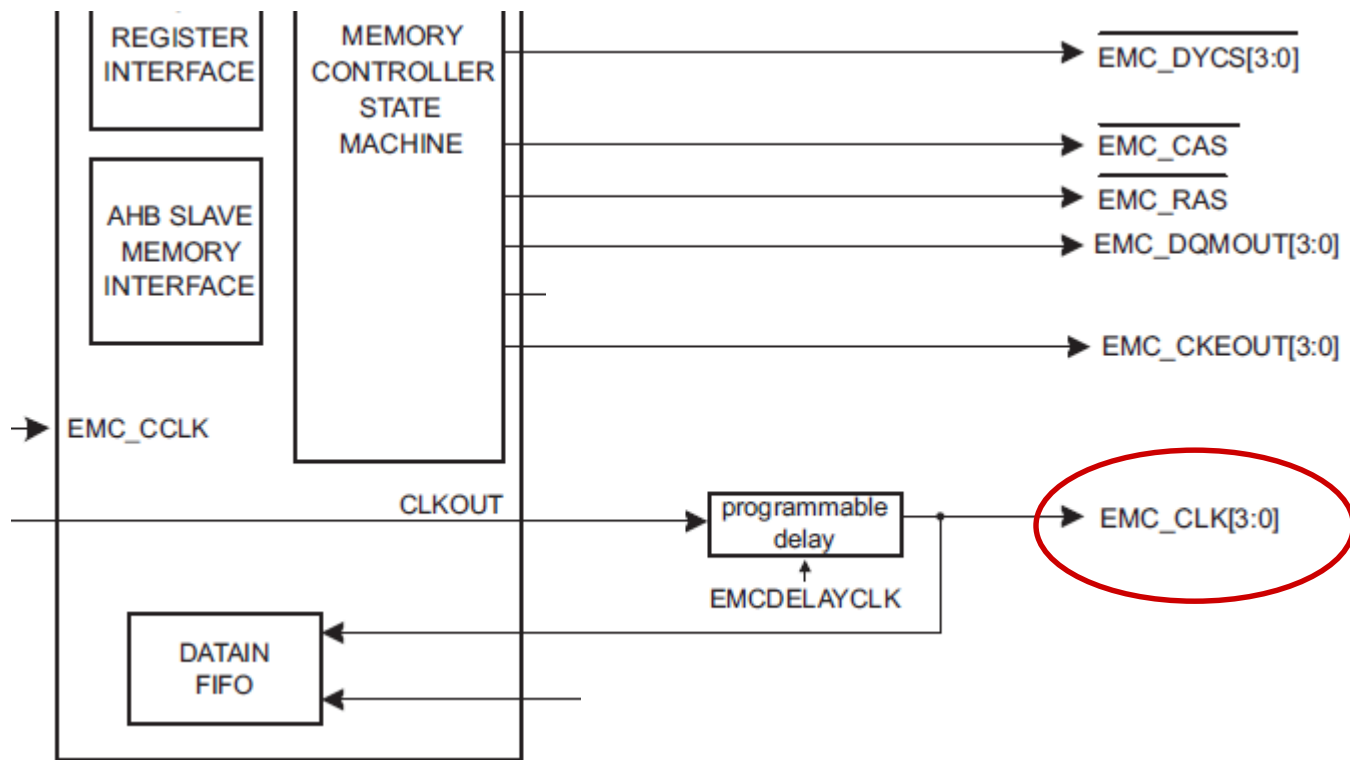 REGISTER
INTERFACE
MEMORY
CONTROLLER
STATE
MACHINE
EMC_DYCS[3:0]
EMC_CAS
EMC_RAS
EMC_DQMOUT[3:0]
AHB SLAVE
MEMORY
INTERFACE
EMC_CKEOUT[3:0]
EMC_CCLK
CLKOUT
programmable
delay
EMC_CLK[3:0]
EMCDELAYCLK
DATAIN
FIFO